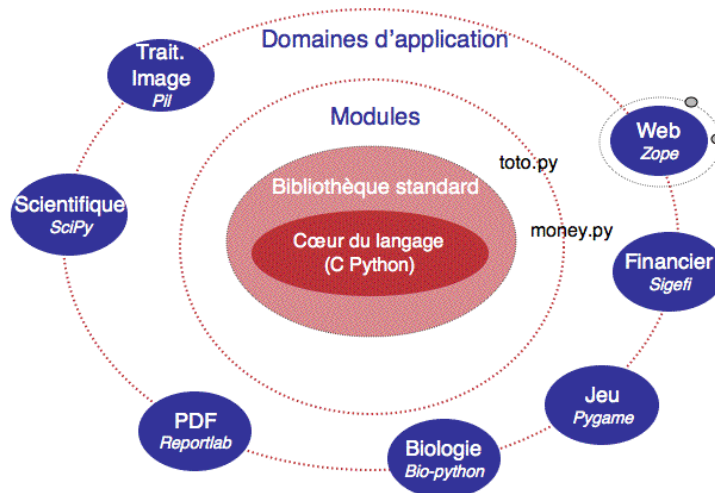 Domaines d'application
Trait.
Image
Pil
Modules
Web
Zope
toto.py
Bibliothèque standard
Scientifique
SciPy
money.py
Cœur du langage
(C Python)
Financier
Sigefi
Jeu
Pygame
PDF
Reportlab
Biologie
Bio-python